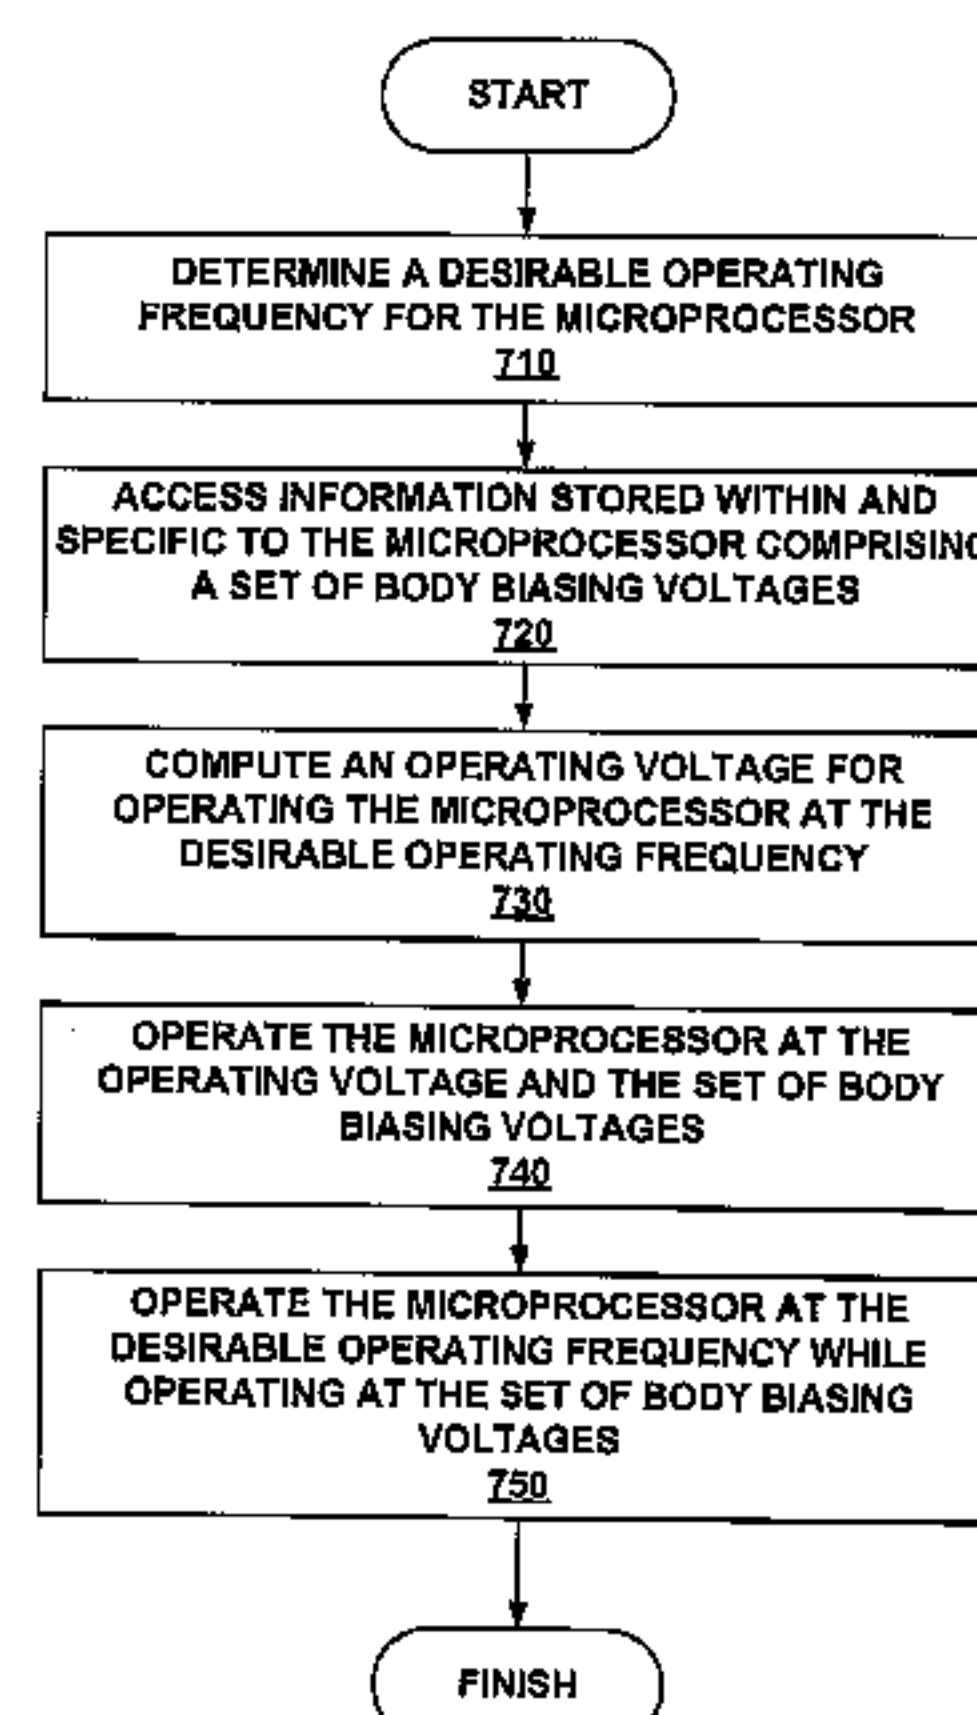 START
DETERMINE A DESIRABLE OPERATING
FREQUENCY FOR THE MICROPROCESSOR
710
ACCESS INFORMATION STORED WITHIN AND
SPECIFIC TO THE MICROPROCESSOR COMPRISING
A SET OF BODY BIASING VOLTAGES
720
COMPUTE AN OPERATING VOLTAGE FOR
OPERATING THE MICROPROCESSOR AT THE
DESIRABLE OPERATING FREQUENCY
730
OPERATE THE MICROPROCESSOR AT THE
OPERATING VOLTAGE AND THE SET OF BODY
BIASING VOLTAGES
740
OPERATE THE MICROPROCESSOR AT THE
DESIRABLE OPERATING FREQUENCY WHILE
OPERATING AT THE SET OF BODY BIASING
VOLTAGES
750
FINISH